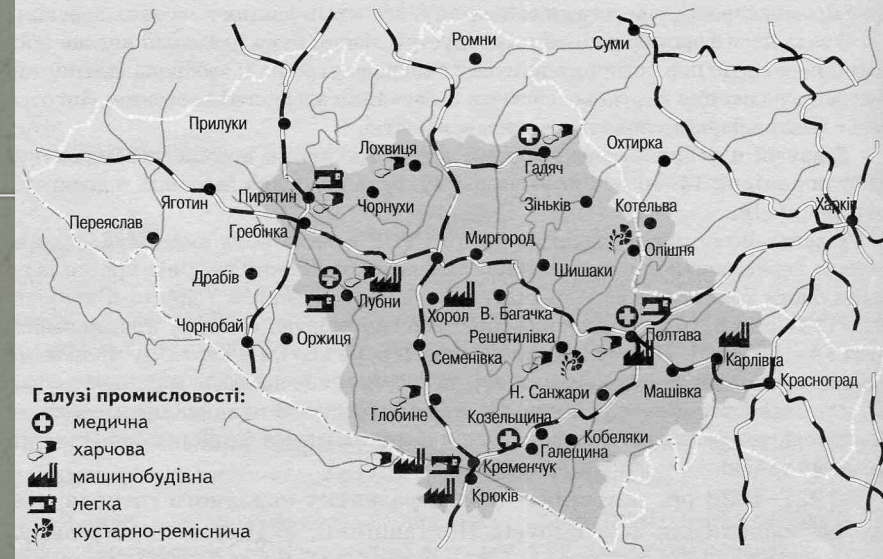 Ромни
Суми
Прилуки
Лохвиця
Гадяч
Охтирка
Яготин
Пирятин
Чорнухи
Зіньків
Котельва
Харків
Переяслав
Гребінка
Миргород
Опішня
Драбів
Шишаки
Лубни
Хорол
В. Багачка
Полтава
Чорнобай
Оржиця
Семенівка
Решетилівка
Карлівка
Машівка
Красноград
Н. Санжари
Глобине
Козельщина
Кобеляки
Галещина
Кременчук
Крюків
Галузі промисловості:
медична
харчова
машинобудівна
легка
кустарно-реміснича